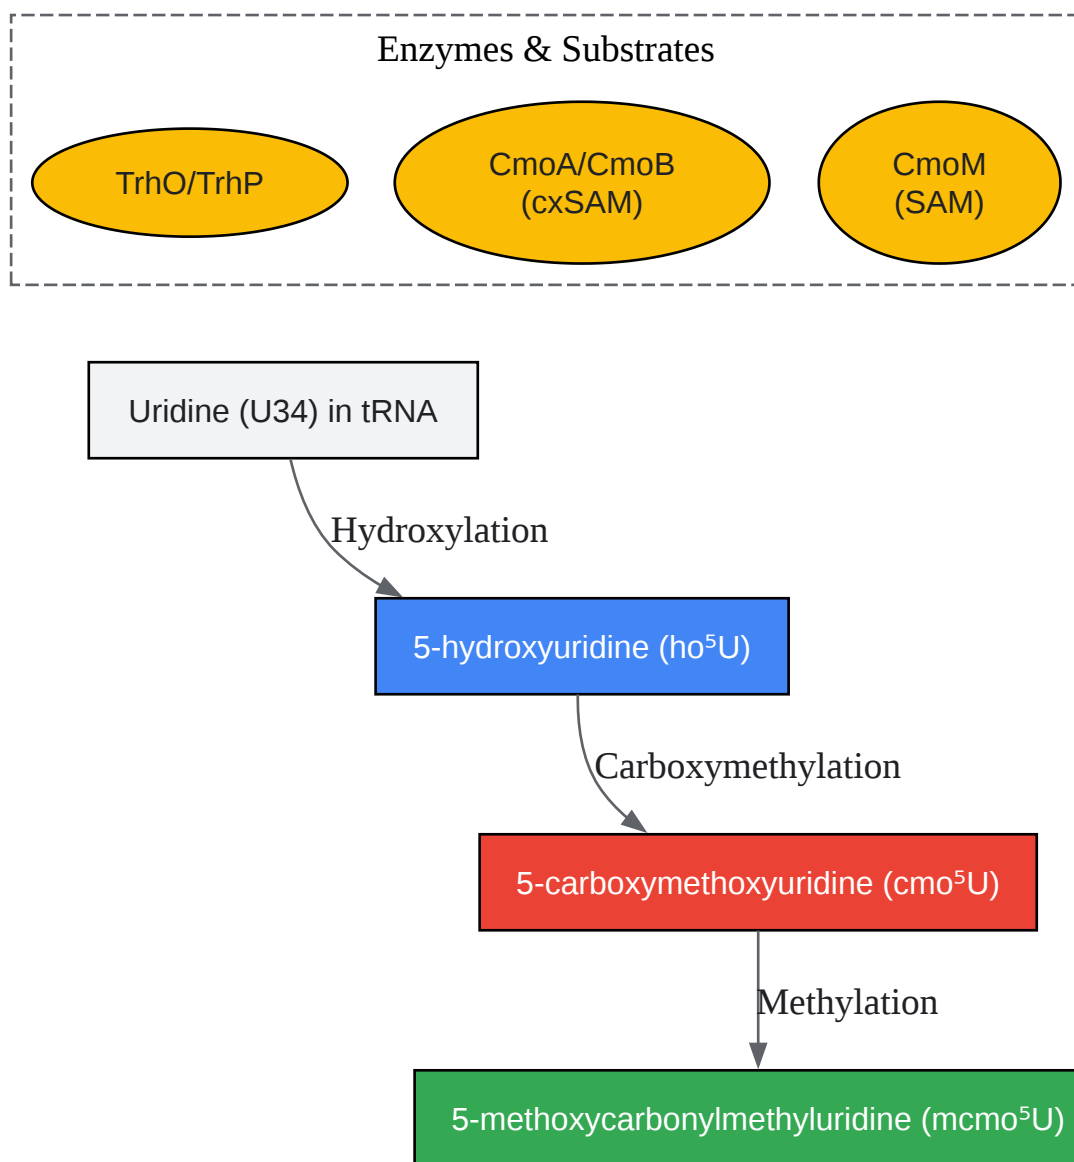 Enzymes & Substrates
TrhO/TrhP
CmoA/CmoB
(cxSAM)
CmoM
(SAM)
Uridine (U34) in tRNA
Hydroxylation
5-hydroxyuridine (ho⁵U)
Carboxymethylation
5-carboxymethoxyuridine (cmo⁵U)
Methylation
5-methoxycarbonylmethyluridine (mcmo⁵U)